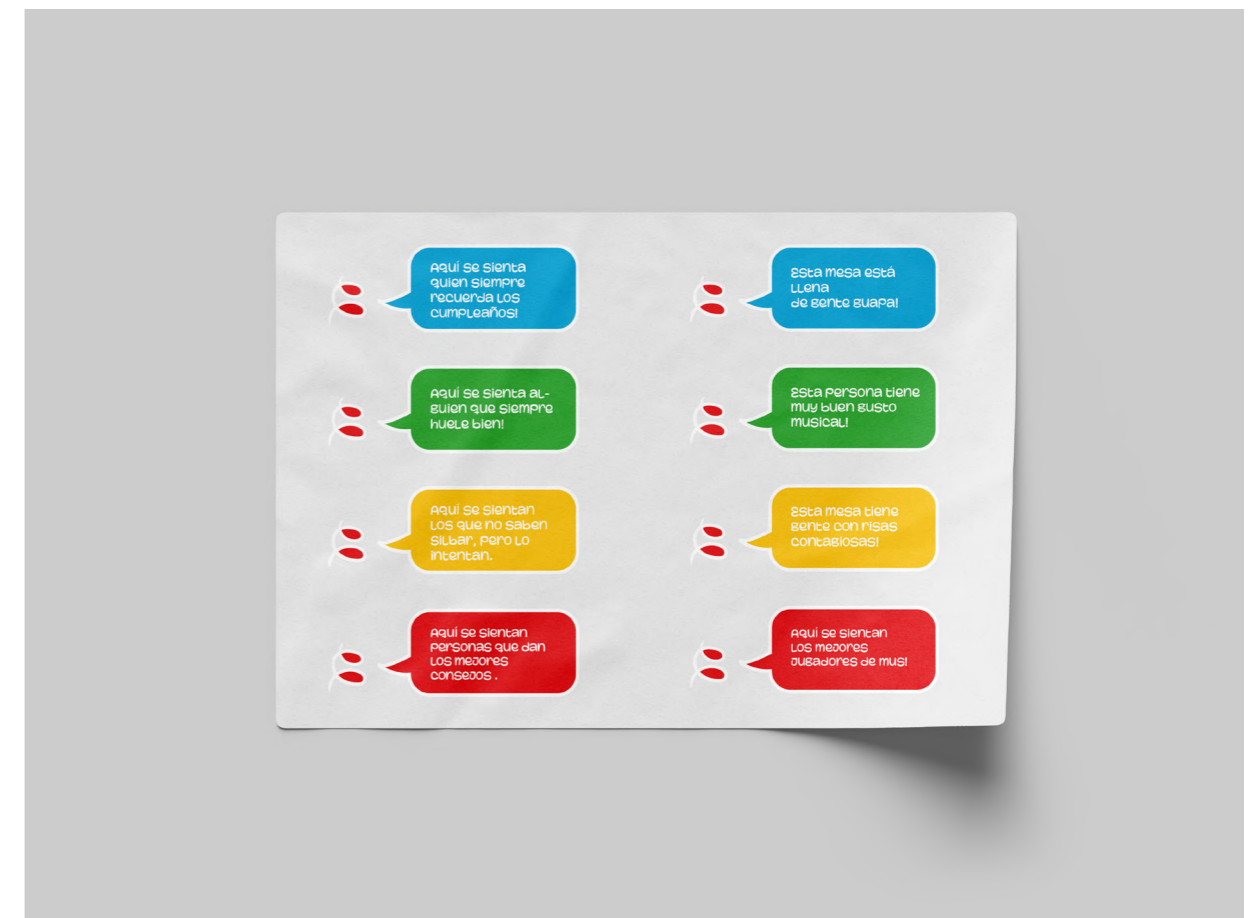 Aquí se sienta
quien siempre
recuerda los
cumpleaños!
Esta mesa está
llena
de gente guapa!
Aquí se sienta al-
guien que siempre
huele bien!
Esta persona tiene
muy buen gusto
musical!
Aquí se sientan
los que no saben
silbar, pero lo
intentan.
Esta mesa tiene
gente con risas
contagiosas!
Aquí se sientan
personas que dan
los mejores
consejos .
Aquí se sientan
los mejores
jugadores de mus!